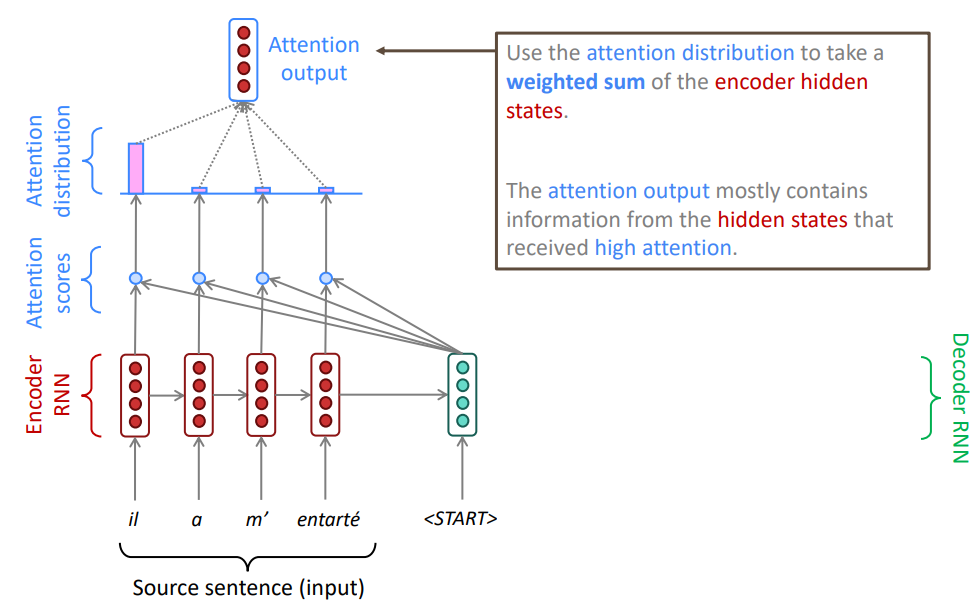 Attention
output
Use the attention distribution to take a
weighted sum of the encoder hidden
states.
The attention output mostly contains
information from the hidden states that
received high attention.
Attention
distribution
Attention
scores
Encoder
RNN
Decoder RNN
il a m’ entarté <START>
Source sentence (input)